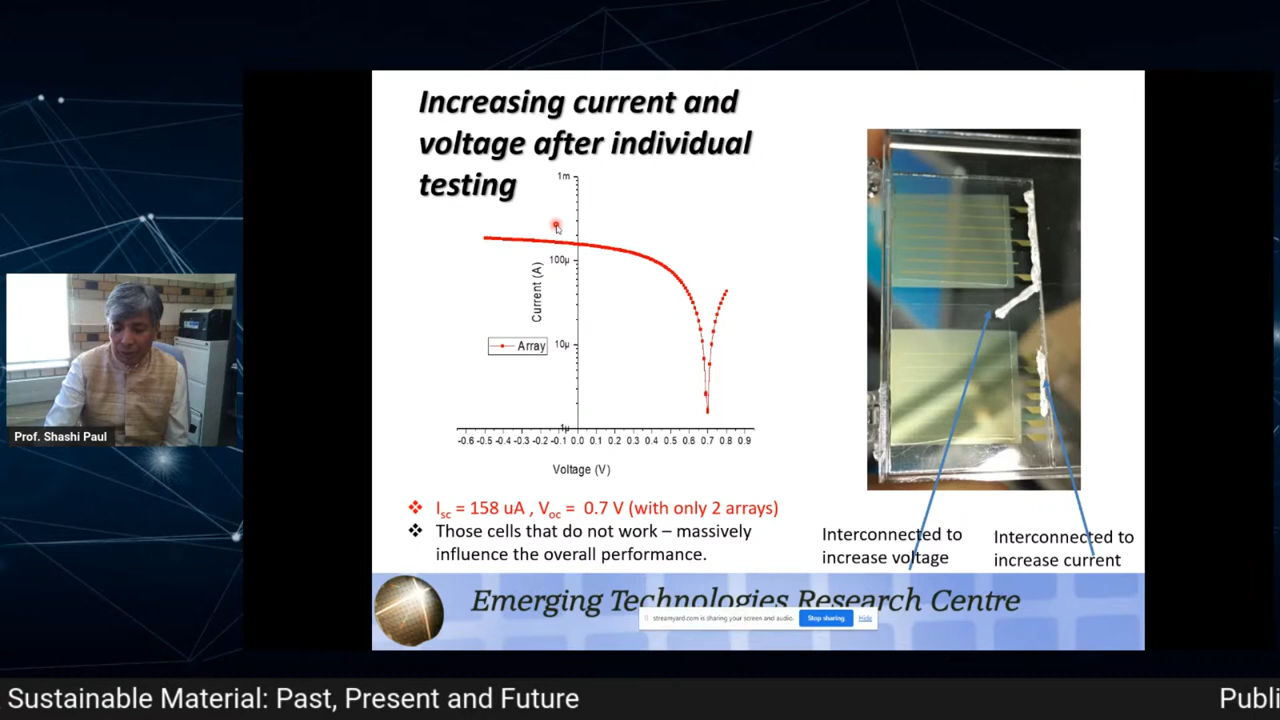 Increasing current and
voltage after individual
testing
1m
100µ
10µ
1µ
Current (A)
Array
-0.6 -0.5 -0.4 -0.3 -0.2 -0.1 0.0 0.1 0.2 0.3 0.4 0.5 0.6 0.7 0.8 0.9
Voltage (V)
Isc = 158 uA , Voc = 0.7 V (with only 2 arrays)
Those cells that do not work – massively
influence the overall performance.
Interconnected to
increase voltage
Interconnected to
increase current
Emerging Technologies Research Centre
streamyard.com is sharing your screen and audio.
Stop sharing
Hide
Prof. Shashi Paul
Sustainable Material: Past, Present and Future
Publi